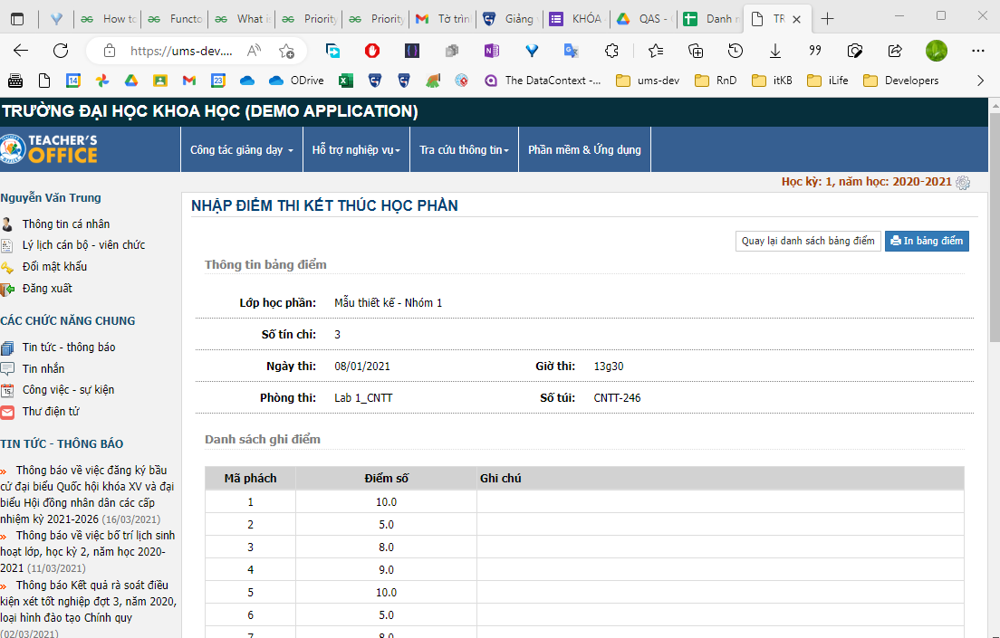 How to
Functo
What is
Priority
Priority
Tờ trìn
Giảng
KHÓA
QAS -
Danh
TR
https://ums-dev....
ODrive
The DataContext -...
ums-dev
RnD
itKB
iLife
Developers
TRƯỜNG ĐẠI HỌC KHOA HỌC (DEMO APPLICATION)
TEACHER'S
OFFICE
Công tác giảng dạy
Hỗ trợ nghiệp vụ
Tra cứu thông tin
Phần mềm & Ứng dụng
Học kỳ: 1, năm học: 2020-2021
Nguyễn Văn Trung
Thông tin cá nhân
Lý lịch cán bộ - viên chức
Đổi mật khẩu
Đăng xuất
CÁC CHỨC NĂNG CHUNG
Tin tức - thông báo
Tin nhắn
Công việc - sự kiện
Thư điện tử
TIN TỨC - THÔNG BÁO
» Thông báo về việc đăng ký bầu
cử đại biểu Quốc hội khóa XV và đại
biểu Hội đồng nhân dân các cấp
nhiệm kỳ 2021-2026 (16/03/2021)
» Thông báo về việc bố trí lịch sinh
hoạt lớp, học kỳ 2, năm học 2020-
2021 (11/03/2021)
» Thông báo Kết quả rà soát điều
kiện xét tốt nghiệp đợt 3, năm 2020,
loại hình đào tạo Chính quy
(02/03/2021)
NHẬP ĐIỂM THI KẾT THÚC HỌC PHẦN
Quay lại danh sách bảng điểm
In bảng điểm
Thông tin bảng điểm
Lớp học phần: Mẫu thiết kế - Nhóm 1
Số tín chỉ: 3
Ngày thi: 08/01/2021 Giờ thi: 13g30
Phòng thi: Lab 1_CNTT Số túi: CNTT-246
Danh sách ghi điểm
Mã phách Điểm số Ghi chú
1 10.0
2 5.0
3 8.0
4 9.0
5 10.0
6 5.0
7 8.0